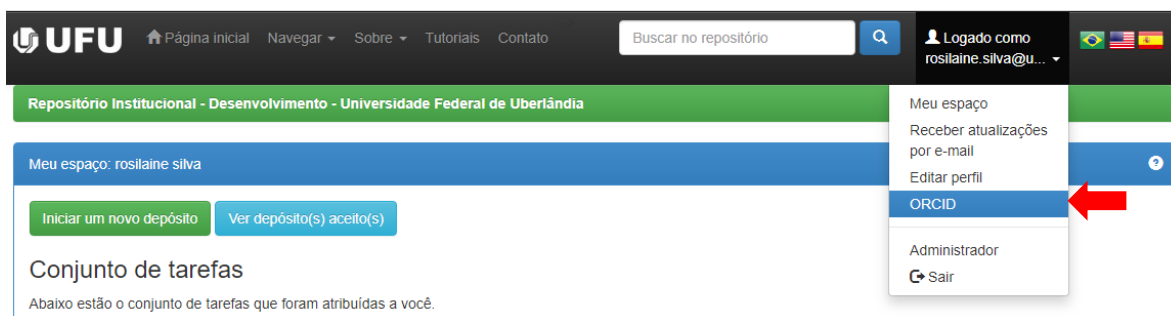 UFU Página inicial Navegar Sobre Tutoriais Contato Buscar no repositório Logado como
rosilaine.silva@u...
Repositório Institucional - Desenvolvimento - Universidade Federal de Uberlândia
Meu espaço
Receber atualizações
por e-mail
Editar perfil
ORCID
Administrador
Sair
Meu espaço: rosilaine silva ?
Iniciar um novo depósito Ver depósito(s) aceito(s)
Conjunto de tarefas
Abaixo estão o conjunto de tarefas que foram atribuídas a você.